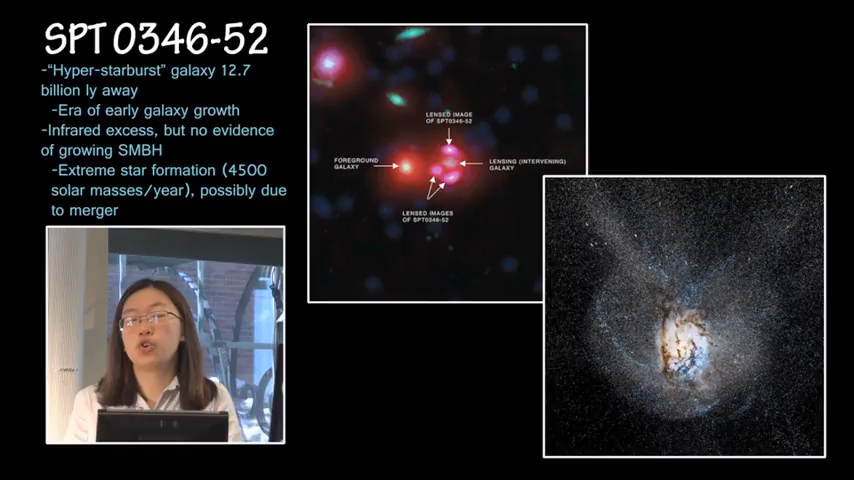 SPT 0346-52
-“Hyper-starburst” galaxy 12.7
billion ly away
-Era of early galaxy growth
-Infrared excess, but no evidence
of growing SMBH
-Extreme star formation (4500
solar masses/year), possibly due
to merger
LENSED IMAGE
OF SPT0346-52
FOREGROUND
GALAXY
LENSING (INTERVENING)
GALAXY
LENSED IMAGES
OF SPT0346-52